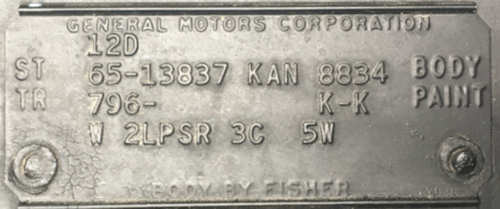 GENERAL MOTORS CORPORATION
12D
ST 65-13837 KAN 8834 BODY
TR 796- K-K PAINT
W 2LPSR 3C 5W
BODY BY FISHER